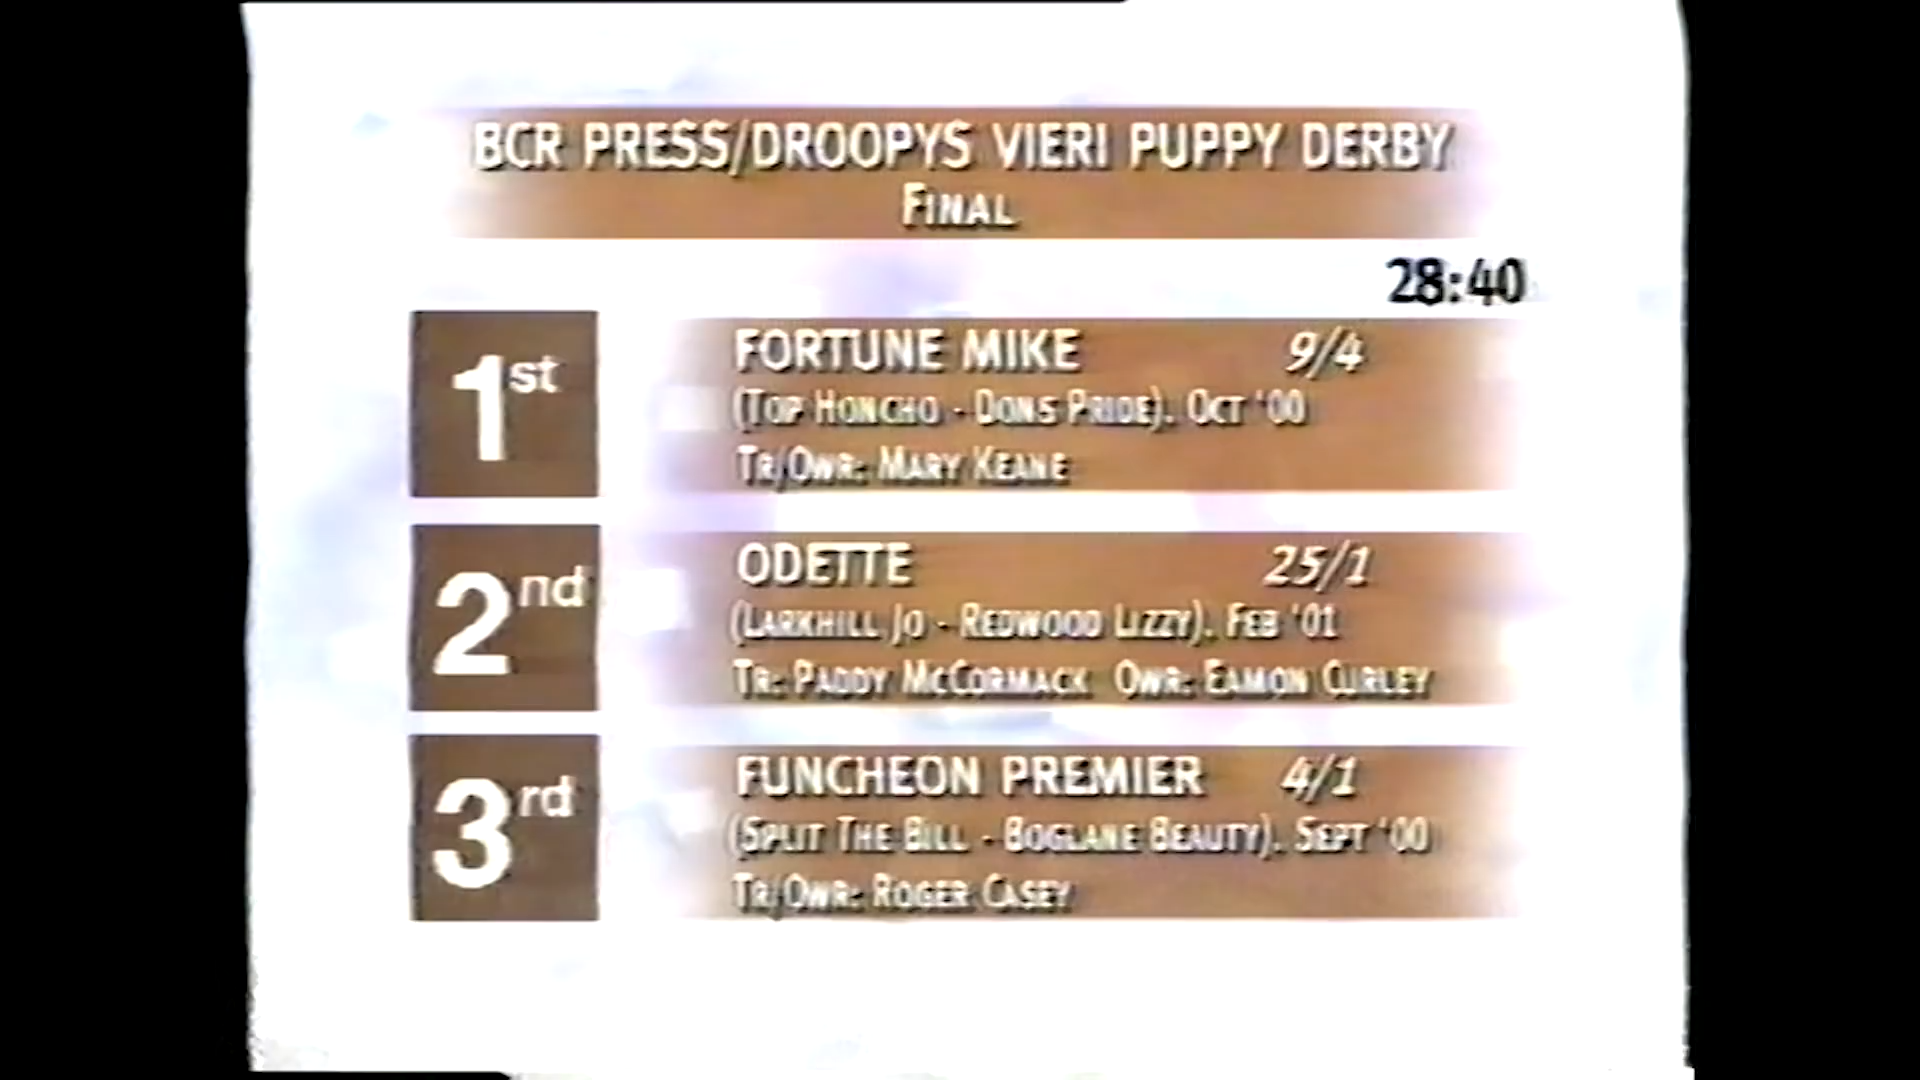 BCR PRESS/DROOPYS VIERI PUPPY DERBY
FINAL
28:40
1st
FORTUNE MIKE 9/4
(TOP HONCHO - DONS PRIDE). OCT '00
TR/OWR: MARY KEANE
2nd
ODETTE 25/1
(LARKHILL JO - REDWOOD LIZZY). FEB '01
TR: PADDY MCCORMACK OWR: EAMON CURLEY
3rd
FUNCHEON PREMIER 4/1
(SPLIT THE BILL - BOGLANE BEAUTY). SEPT '00
TR/OWR: ROGER CASEY